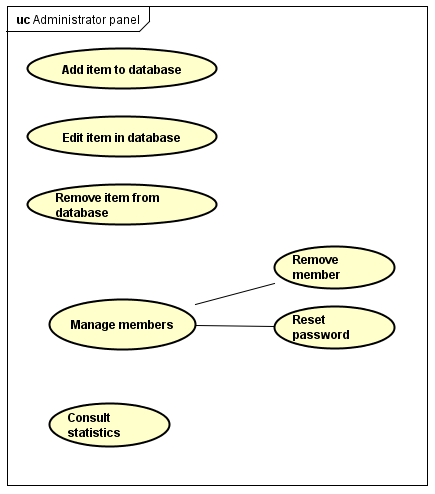 uc Administrator panel
Add item to database
Edit item in database
Remove item from
database
Remove
member
Manage members
Reset
password
Consult
statistics